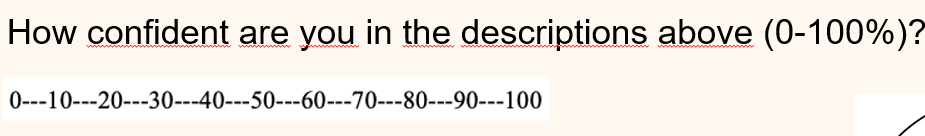 How confident are you in the descriptions above (0-100%)?
0---10---20---30---40---50---60---70---80---90---100